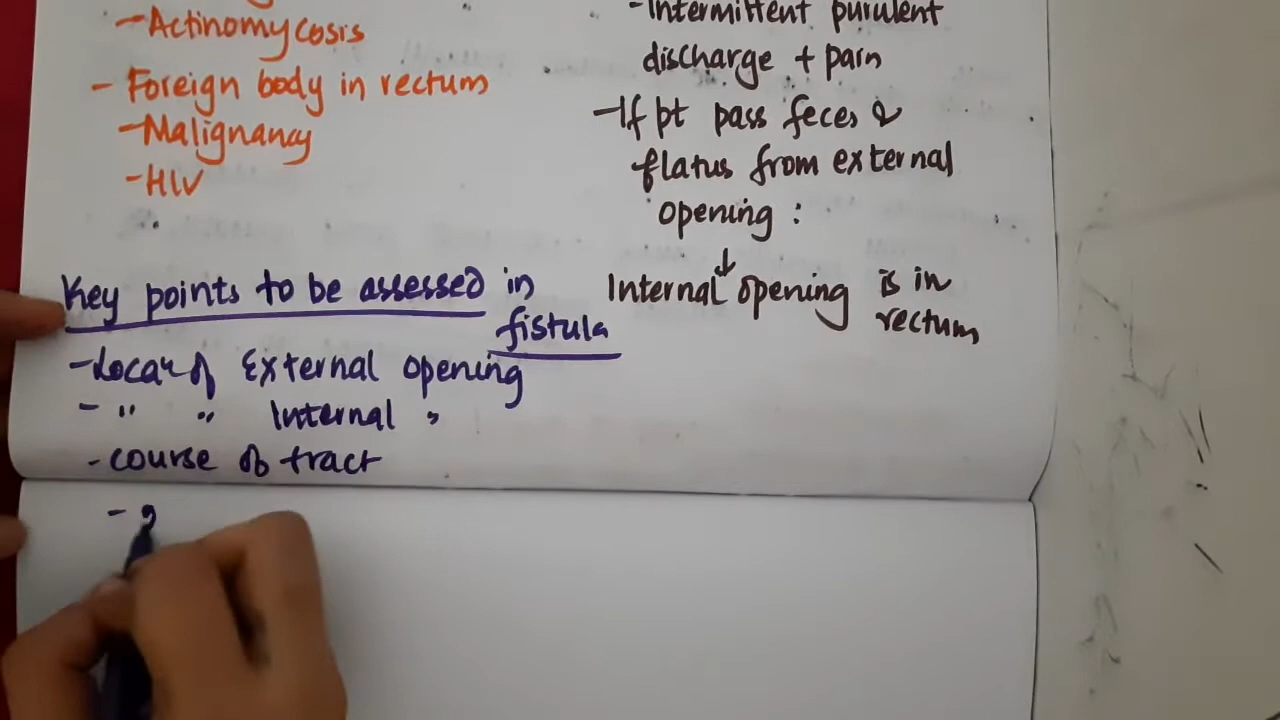 - Actinomycosis
- Foreign body in rectum
- Malignancy
- HIV
- Intermittent purulent
discharge + pain
- If pt pass feces &
flatus from external
opening :
↓
Internal opening is in
rectum
Key points to be assessed in
fistula
- Locan of External opening
- " " Internal "
- course of tract
-